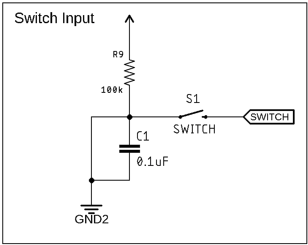 Switch Input
R9
100k
S1
SWITCH
SWITCH
C1
0.1uF
GND2